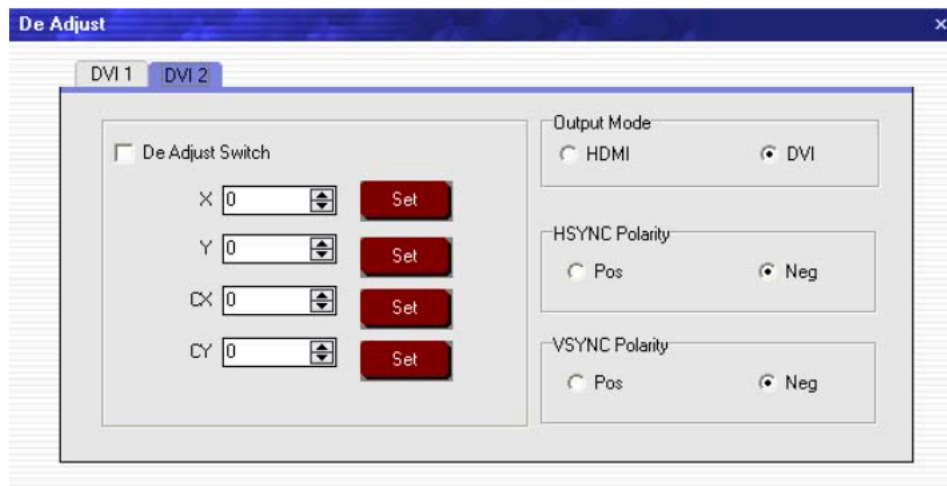 De Adjust
DVI 1 DVI 2
De Adjust Switch
X 0 Set
Y 0 Set
CX 0 Set
CY 0 Set
Output Mode
HDMI DVI
HSYNC Polarity
Pos Neg
VSYNC Polarity
Pos Neg